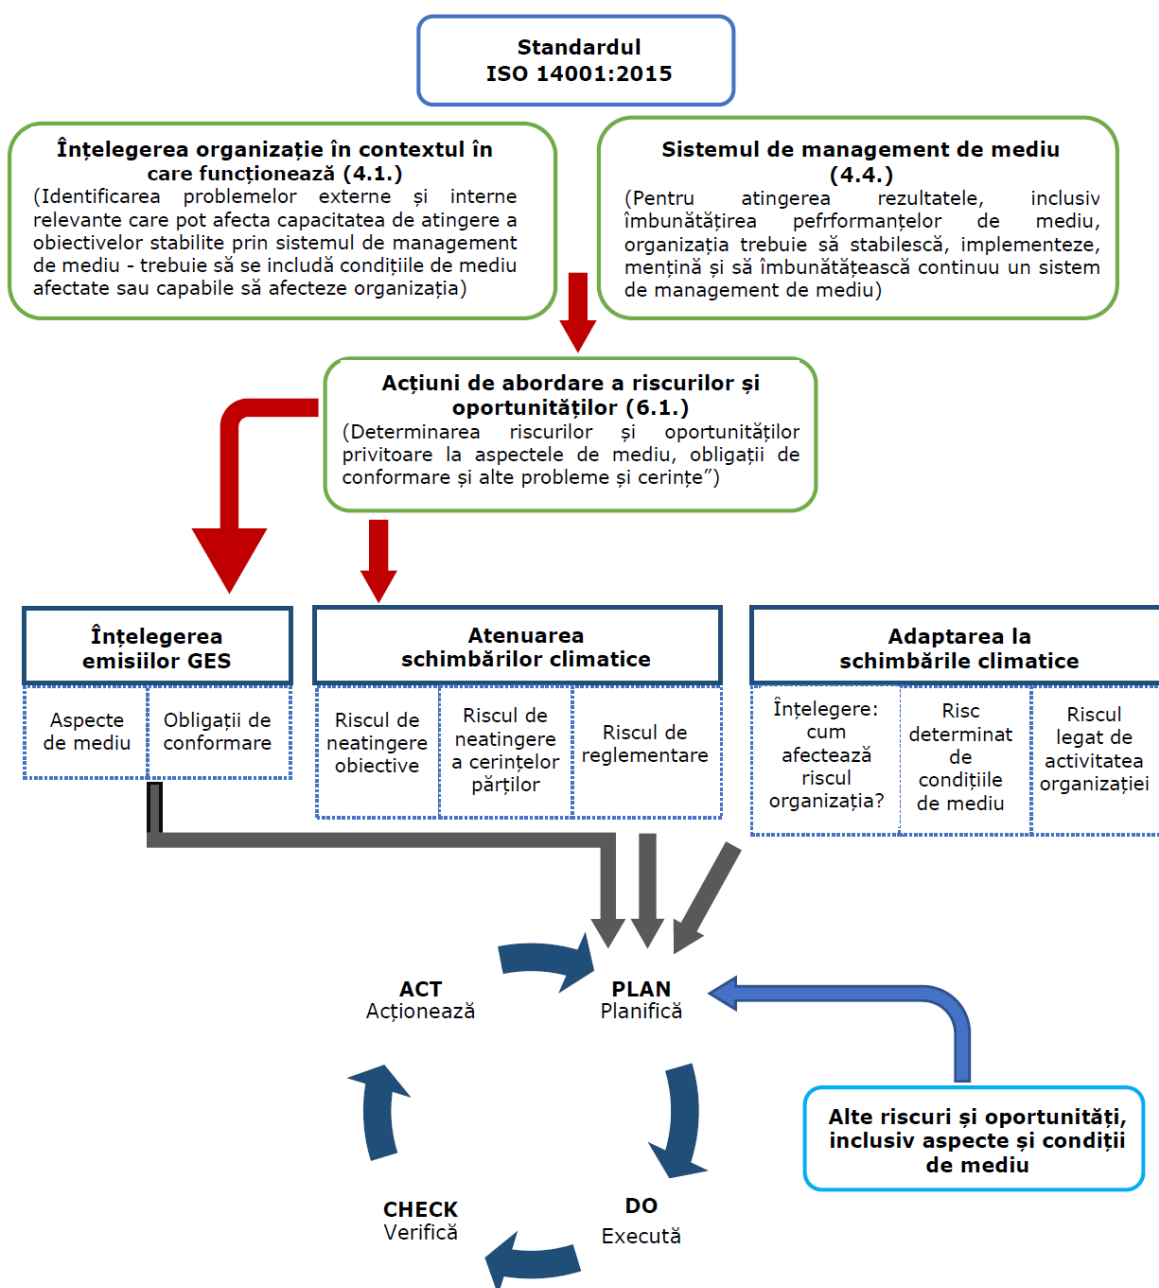 Standardul
ISO 14001:2015
Înțelegerea organizație în contextul în
care funcționează (4.1.)
(Identificarea problemelor externe și interne
relevante care pot afecta capacitatea de atingere a
obiectivelor stabilite prin sistemul de management
de mediu - trebuie să se includă condițiile de mediu
afectate sau capabile să afecteze organizația)
Sistemul de management de mediu
(4.4.)
(Pentru atingerea rezultatele, inclusiv
îmbunătățirea pefrformanțelor de mediu,
organizația trebuie să stabilescă, implementeze,
mențină și să îmbunătățească continuu un sistem
de management de mediu)
Acțiuni de abordare a riscurilor și
oportunităților (6.1.)
(Determinarea riscurilor și oportunităților
privitoare la aspectele de mediu, obligații de
conformare și alte probleme și cerințe”)
Înțelegerea
emisiilor GES
Aspecte
de mediu
Obligații de
conformare
Atenuarea
schimbărilor climatice
Riscul de
neatingere
obiective
Riscul de
neatingere
a cerințelor
părților
Riscul de
reglementare
Adaptarea la
schimbările climatice
Înțelegere:
cum
afectează
riscul
organizația?
Risc
determinat
de
condițiile
de mediu
Riscul
legat de
activitatea
organizației
ACT
Acționează
PLAN
Planifică
Alte riscuri și oportunități,
inclusiv aspecte și condiții
de mediu
CHECK
Verifică
DO
Execută